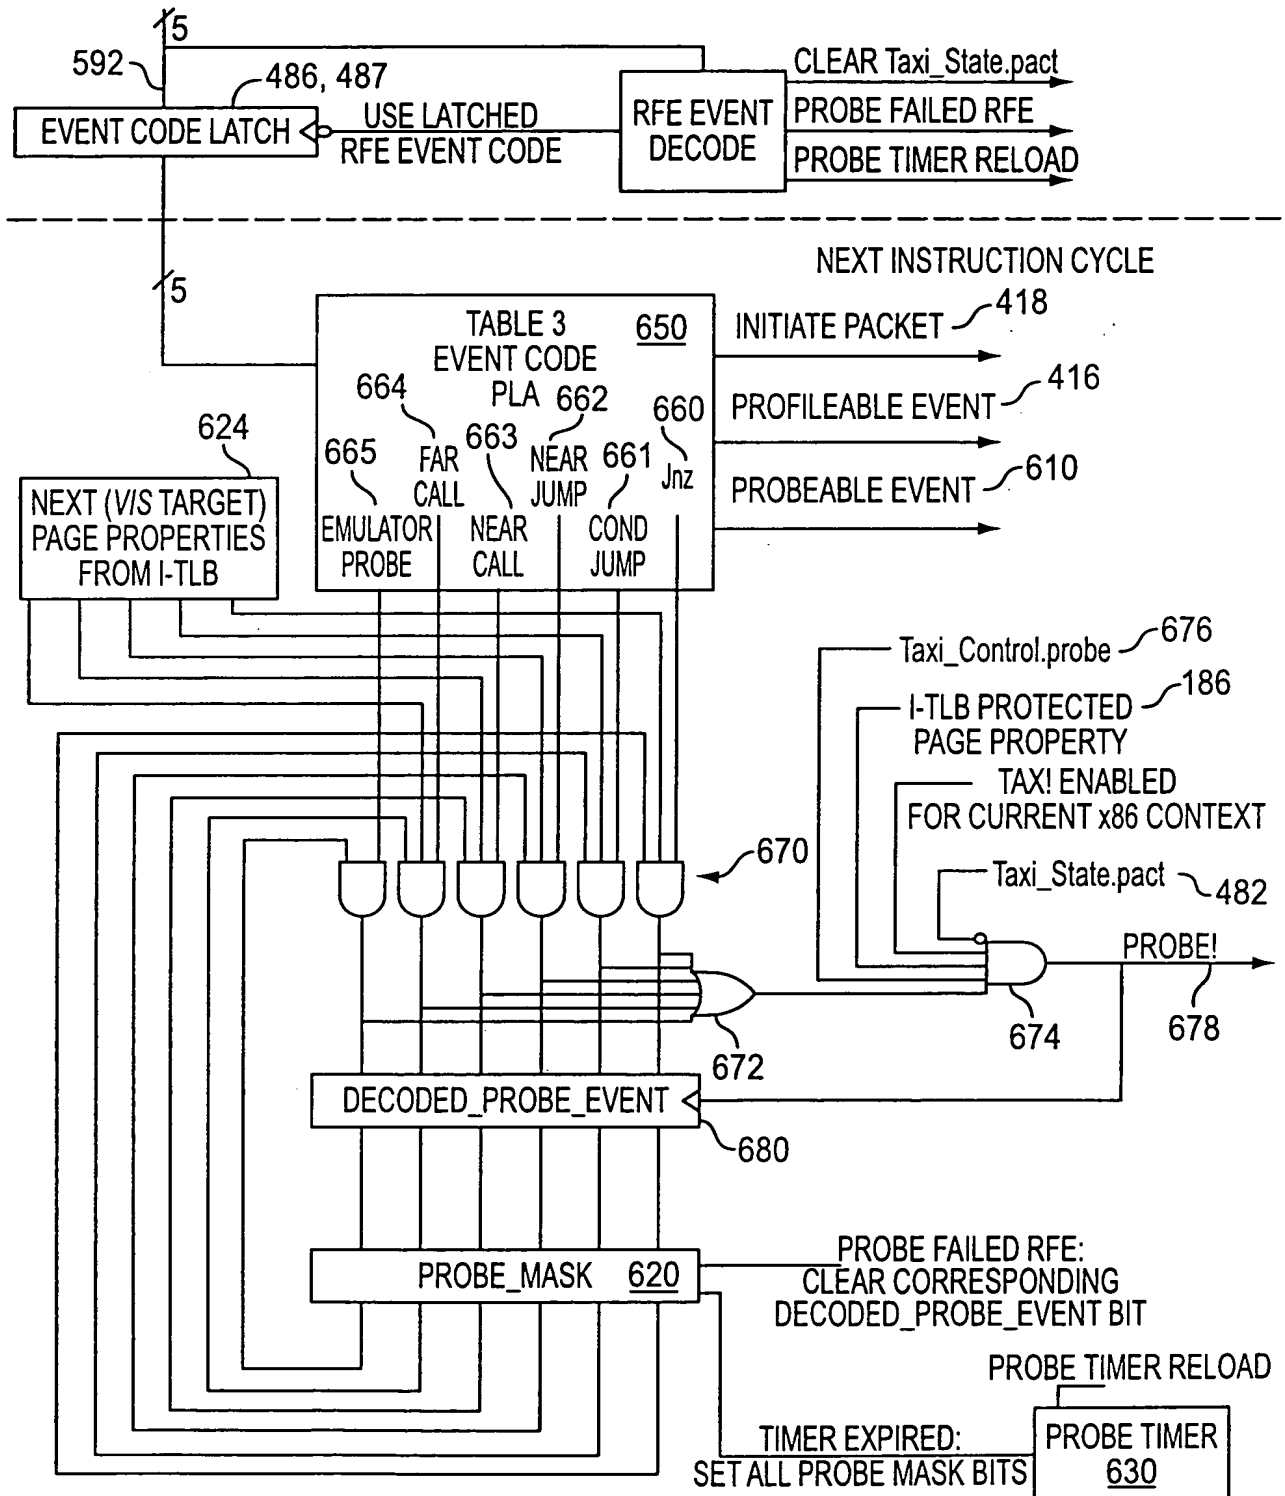 5
592
486, 487
EVENT CODE LATCH
USE LATCHED
RFE EVENT CODE
RFE EVENT
DECODE
CLEAR Taxi_State.pact
PROBE FAILED RFE
PROBE TIMER RELOAD
5
NEXT INSTRUCTION CYCLE
TABLE 3
EVENT CODE
PLA
650
INITIATE PACKET
418
PROFILEABLE EVENT
416
PROBEABLE EVENT
610
624
NEXT (V/S TARGET)
PAGE PROPERTIES
FROM I-TLB
665
EMULATOR
PROBE
664
FAR
CALL
663
NEAR
CALL
662
NEAR
JUMP
661
COND
JUMP
660
Jnz
Taxi_Control.probe
676
I-TLB PROTECTED
PAGE PROPERTY
186
TAX! ENABLED
FOR CURRENT x86 CONTEXT
Taxi_State.pact
482
670
PROBE!
672
674
678
DECODED_PROBE_EVENT
680
PROBE_MASK 620
PROBE FAILED RFE:
CLEAR CORRESPONDING
DECODED_PROBE_EVENT BIT
PROBE TIMER RELOAD
TIMER EXPIRED:
SET ALL PROBE MASK BITS
PROBE TIMER
630